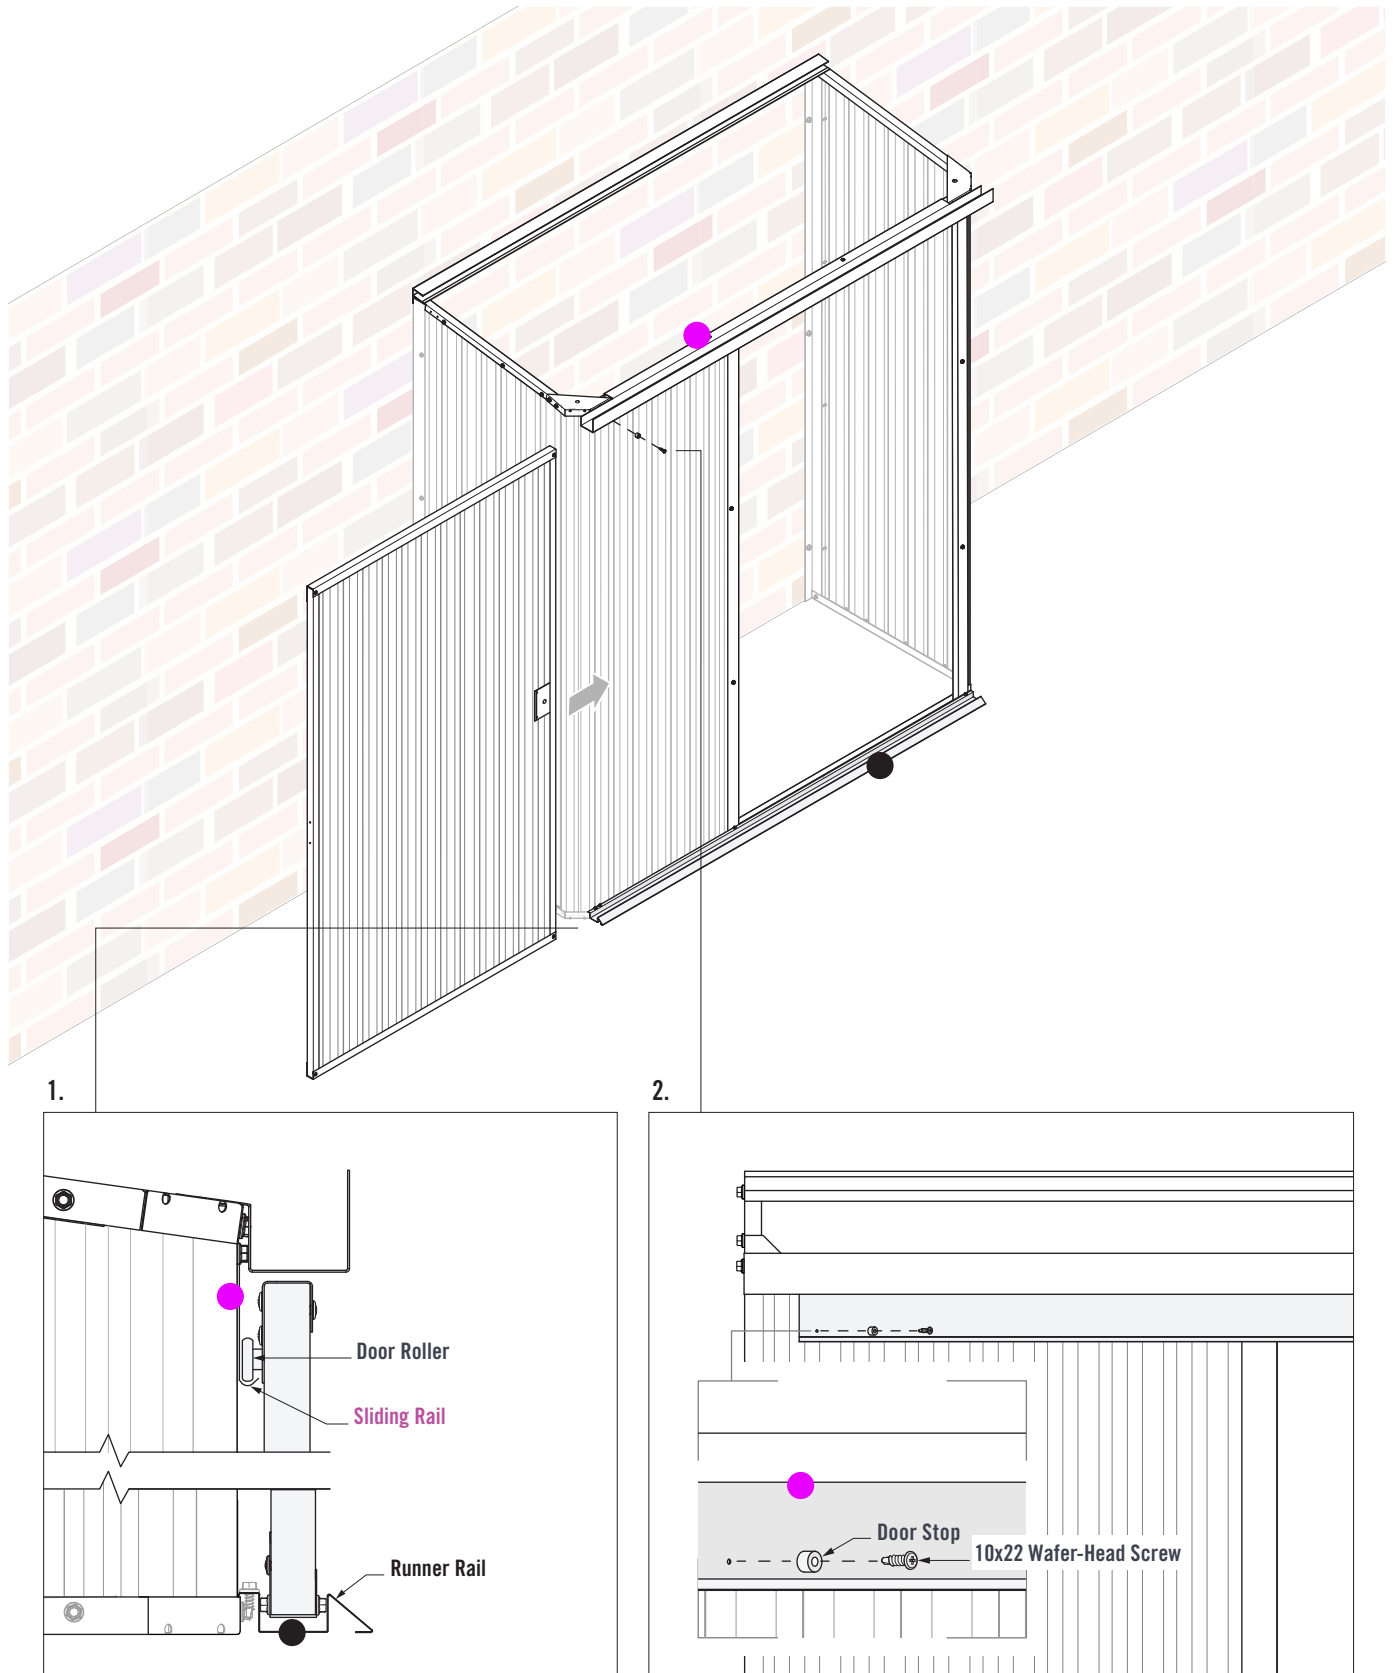 1.
2.
Door Roller
Sliding Rail
Runner Rail
Door Stop
10x22 Wafer-Head Screw